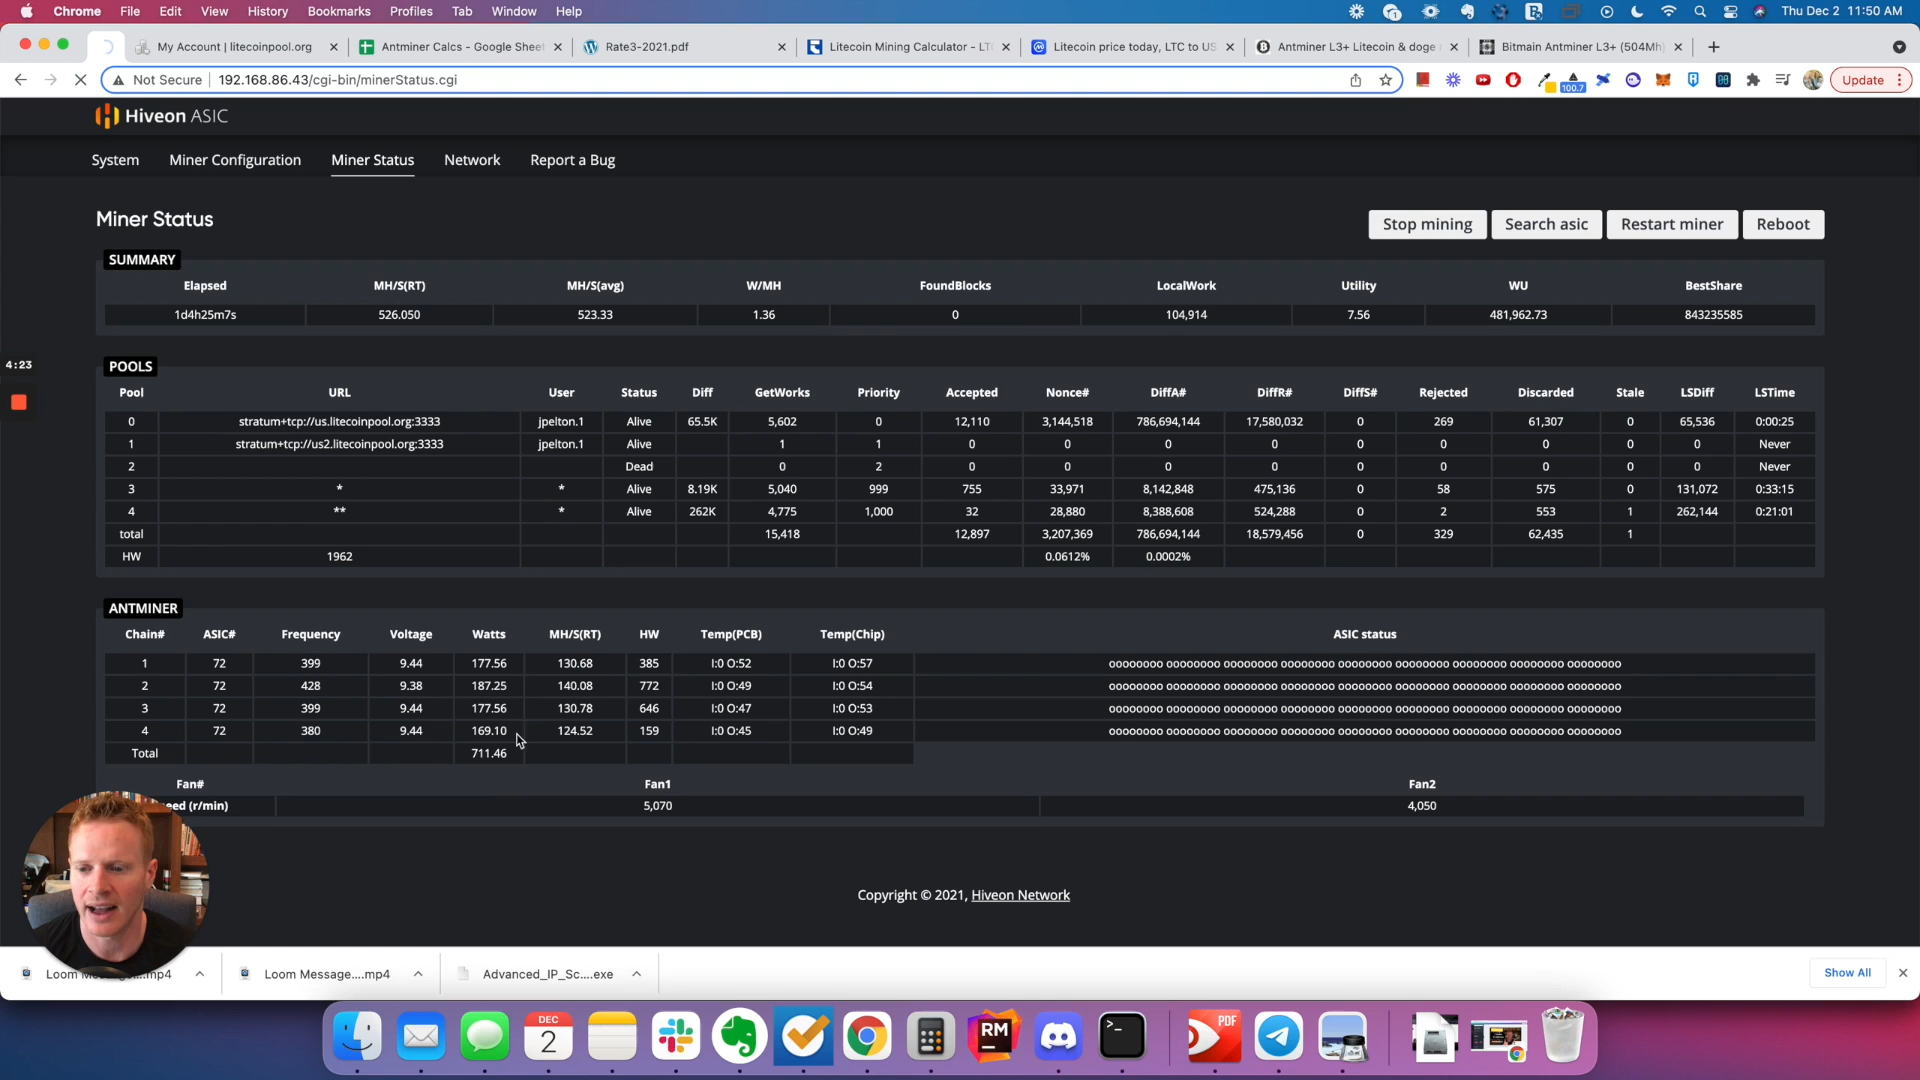 Chrome File Edit View History Bookmarks Profiles Tab Window Help Thu Dec 2 11:50 AM
My Account | litecoinpool.org Antminer Calcs - Google Sheet Rate3-2021.pdf Litecoin Mining Calculator - LT Litecoin price today, LTC to US Antminer L3+ Litecoin & doge Bitmain Antminer L3+ (504Mh)
Not Secure 192.168.86.43/cgi-bin/minerStatus.cgi 100.7 Update
Hiveon ASIC
System Miner Configuration Miner Status Network Report a Bug
Miner Status Stop mining Search asic Restart miner Reboot
SUMMARY
Elapsed MH/S(RT) MH/S(avg) W/MH FoundBlocks LocalWork Utility WU BestShare
1d4h25m7s 526.050 523.33 1.36 0 104,914 7.56 481,962.73 843235585
4:23
POOLS
Pool URL User Status Diff GetWorks Priority Accepted Nonce# DiffA# DiffR# DiffS# Rejected Discarded Stale LSDiff LSTime
0 stratum+tcp://us.litecoinpool.org:3333 jpelton.1 Alive 65.5K 5,602 0 12,110 3,144,518 786,694,144 17,580,032 0 269 61,307 0 65,536 0:00:25
1 stratum+tcp://us2.litecoinpool.org:3333 jpelton.1 Alive 1 1 0 0 0 0 0 0 0 0 0 Never
2 Dead 0 2 0 0 0 0 0 0 0 0 0 Never
3 * * Alive 8.19K 5,040 999 755 33,971 8,142,848 475,136 0 58 575 0 131,072 0:33:15
4 ** * Alive 262K 4,775 1,000 32 28,880 8,388,608 524,288 0 2 553 1 262,144 0:21:01
total 15,418 12,897 3,207,369 786,694,144 18,579,456 0 329 62,435 1
HW 1962 0.0612% 0.0002%
ANTMINER
Chain# ASIC# Frequency Voltage Watts MH/S(RT) HW Temp(PCB) Temp(Chip) ASIC status
1 72 399 9.44 177.56 130.68 385 I:0 O:52 I:0 O:57 oooooooo oooooooo oooooooo oooooooo oooooooo oooooooo oooooooo oooooooo oooooooo
2 72 428 9.38 187.25 140.08 772 I:0 O:49 I:0 O:54 oooooooo oooooooo oooooooo oooooooo oooooooo oooooooo oooooooo oooooooo oooooooo
3 72 399 9.44 177.56 130.78 646 I:0 O:47 I:0 O:53 oooooooo oooooooo oooooooo oooooooo oooooooo oooooooo oooooooo oooooooo oooooooo
4 72 380 9.44 169.10 124.52 159 I:0 O:45 I:0 O:49 oooooooo oooooooo oooooooo oooooooo oooooooo oooooooo oooooooo oooooooo oooooooo
Total 711.46
Fan# Fan1 Fan2
eed (r/min) 5,070 4,050
Copyright © 2021, Hiveon Network
Loom M....mp4 Loom Message....mp4 Advanced_IP_Sc....exe Show All
DEC
2
RM
PDF